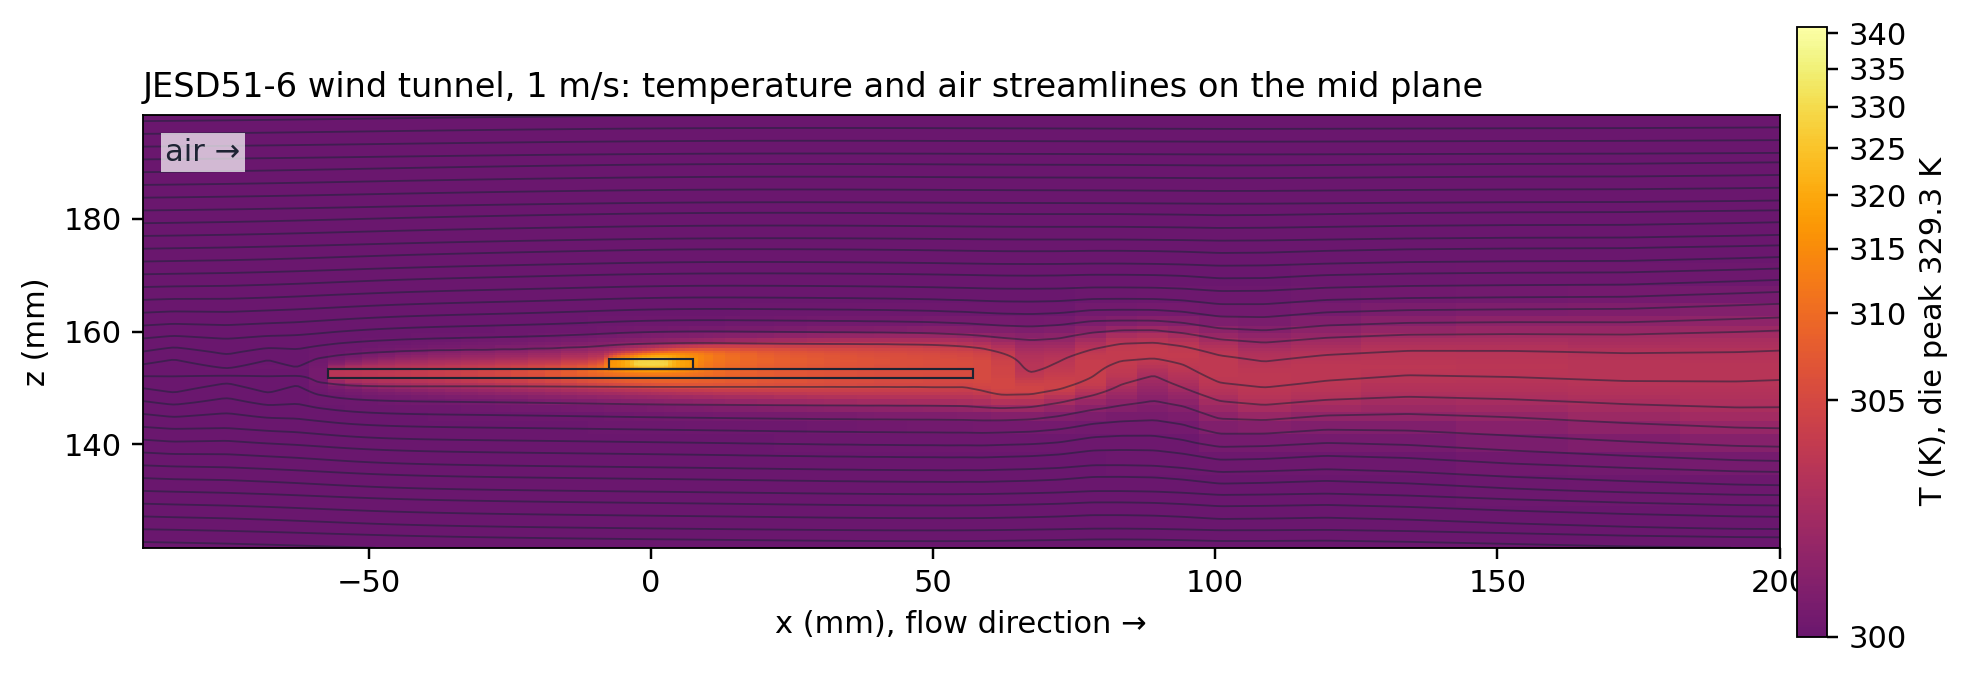 JESD51-6 wind tunnel, 1 m/s: temperature and air streamlines on the mid plane
air →
z (mm)
180
160
140
−50 0 50 100 150 200
x (mm), flow direction →
340
335
330
325
320
315
310
305
300
T (K), die peak 329.3 K